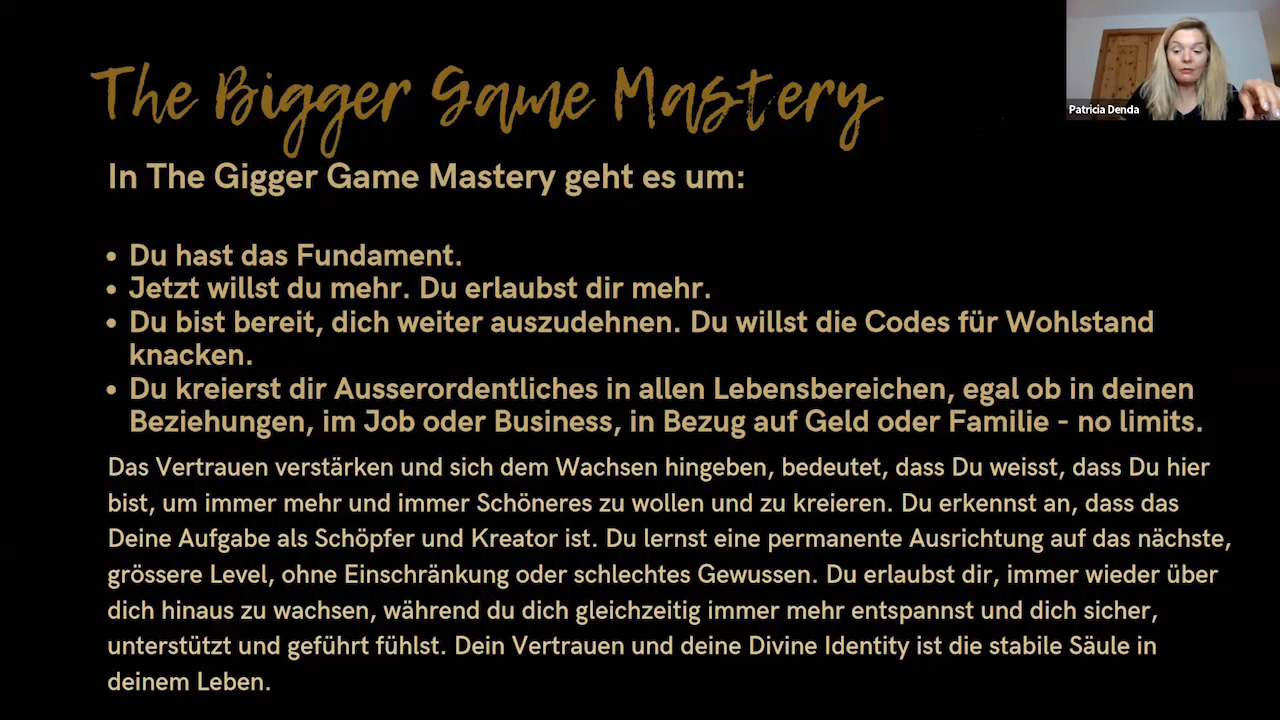 The Bigger Game Mastery
Patricia Denda
In The Gigger Game Mastery geht es um:
• Du hast das Fundament.
• Jetzt willst du mehr. Du erlaubst dir mehr.
• Du bist bereit, dich weiter auszudehnen. Du willst die Codes für Wohlstand
knacken.
• Du kreierst dir Ausserordentliches in allen Lebensbereichen, egal ob in deinen
Beziehungen, im Job oder Business, in Bezug auf Geld oder Familie - no limits.
Das Vertrauen verstärken und sich dem Wachsen hingeben, bedeutet, dass Du weisst, dass Du hier
bist, um immer mehr und immer Schöneres zu wollen und zu kreieren. Du erkennst an, dass das
Deine Aufgabe als Schöpfer und Kreator ist. Du lernst eine permanente Ausrichtung auf das nächste,
grössere Level, ohne Einschränkung oder schlechtes Gewussen. Du erlaubst dir, immer wieder über
dich hinaus zu wachsen, während du dich gleichzeitig immer mehr entspannst und dich sicher,
unterstützt und geführt fühlst. Dein Vertrauen und deine Divine Identity ist die stabile Säule in
deinem Leben.